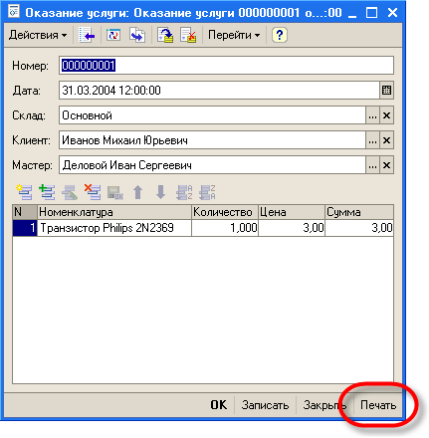 Оказание услуги: Оказание услуги 000000001 о...:00
Действия Перейти
Номер: 000000001
Дата: 31.03.2004 12:00:00
Склад: Основной ...
Клиент: Иванов Михаил Юрьевич ...
Мастер: Деловой Иван Сергеевич ...
N Номенклатура Количество Цена Сумма
1 Транзистор Philips 2N2369 1,000 3,00 3,00
OK Записать Закрыть Печать